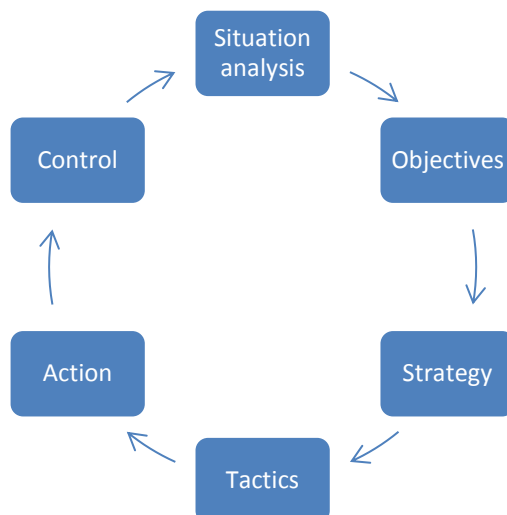 Situation
analysis
Objectives
Strategy
Tactics
Action
Control